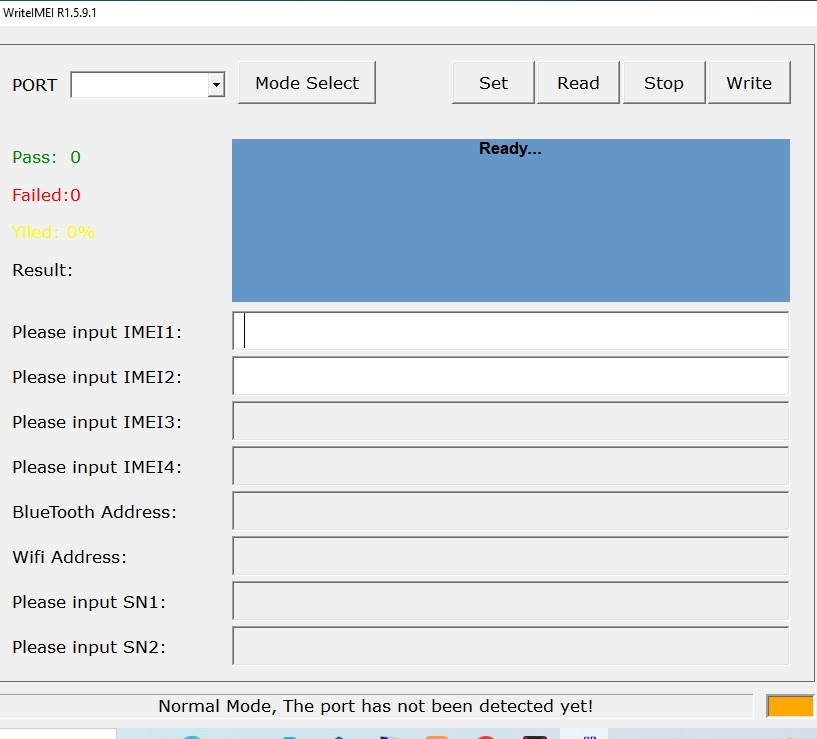 WriteIMEI R1.5.9.1
PORT Mode Select Set Read Stop Write
Pass: 0
Ready...
Failed:0
Yiled: 0%
Result:
Please input IMEI1:
Please input IMEI2:
Please input IMEI3:
Please input IMEI4:
BlueTooth Address:
Wifi Address:
Please input SN1:
Please input SN2:
Normal Mode, The port has not been detected yet!